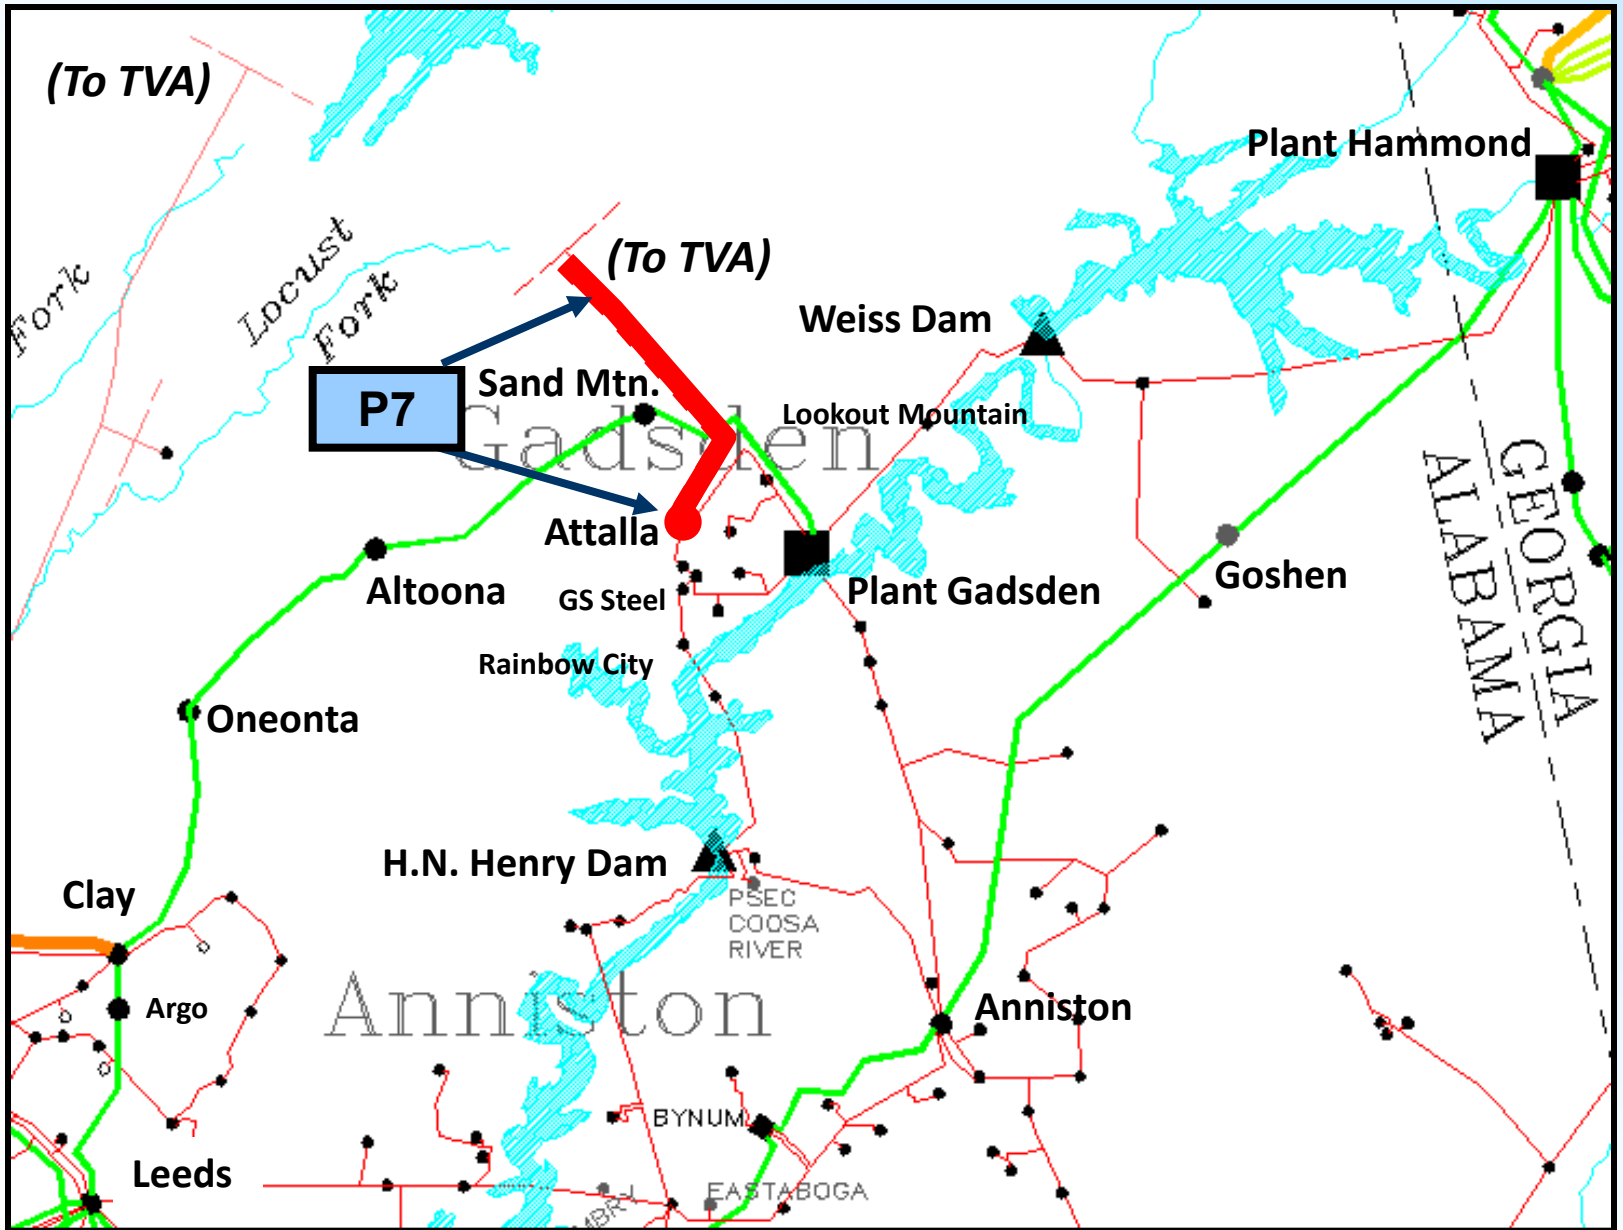 (To TVA)
Plant Hammond
Locust
Fork
Fork
(To TVA)
Weiss Dam
P7
Sand Mtn.
Gadsden
Lookout Mountain
GEORGIA
ALABAMA
Attalla
Altoona
GS Steel
Plant Gadsden
Goshen
Rainbow City
Oneonta
H.N. Henry Dam
Clay
PSEC
COOSA
RIVER
Argo
Anniston
Anniston
BYNUM
Leeds
EASTABOGA